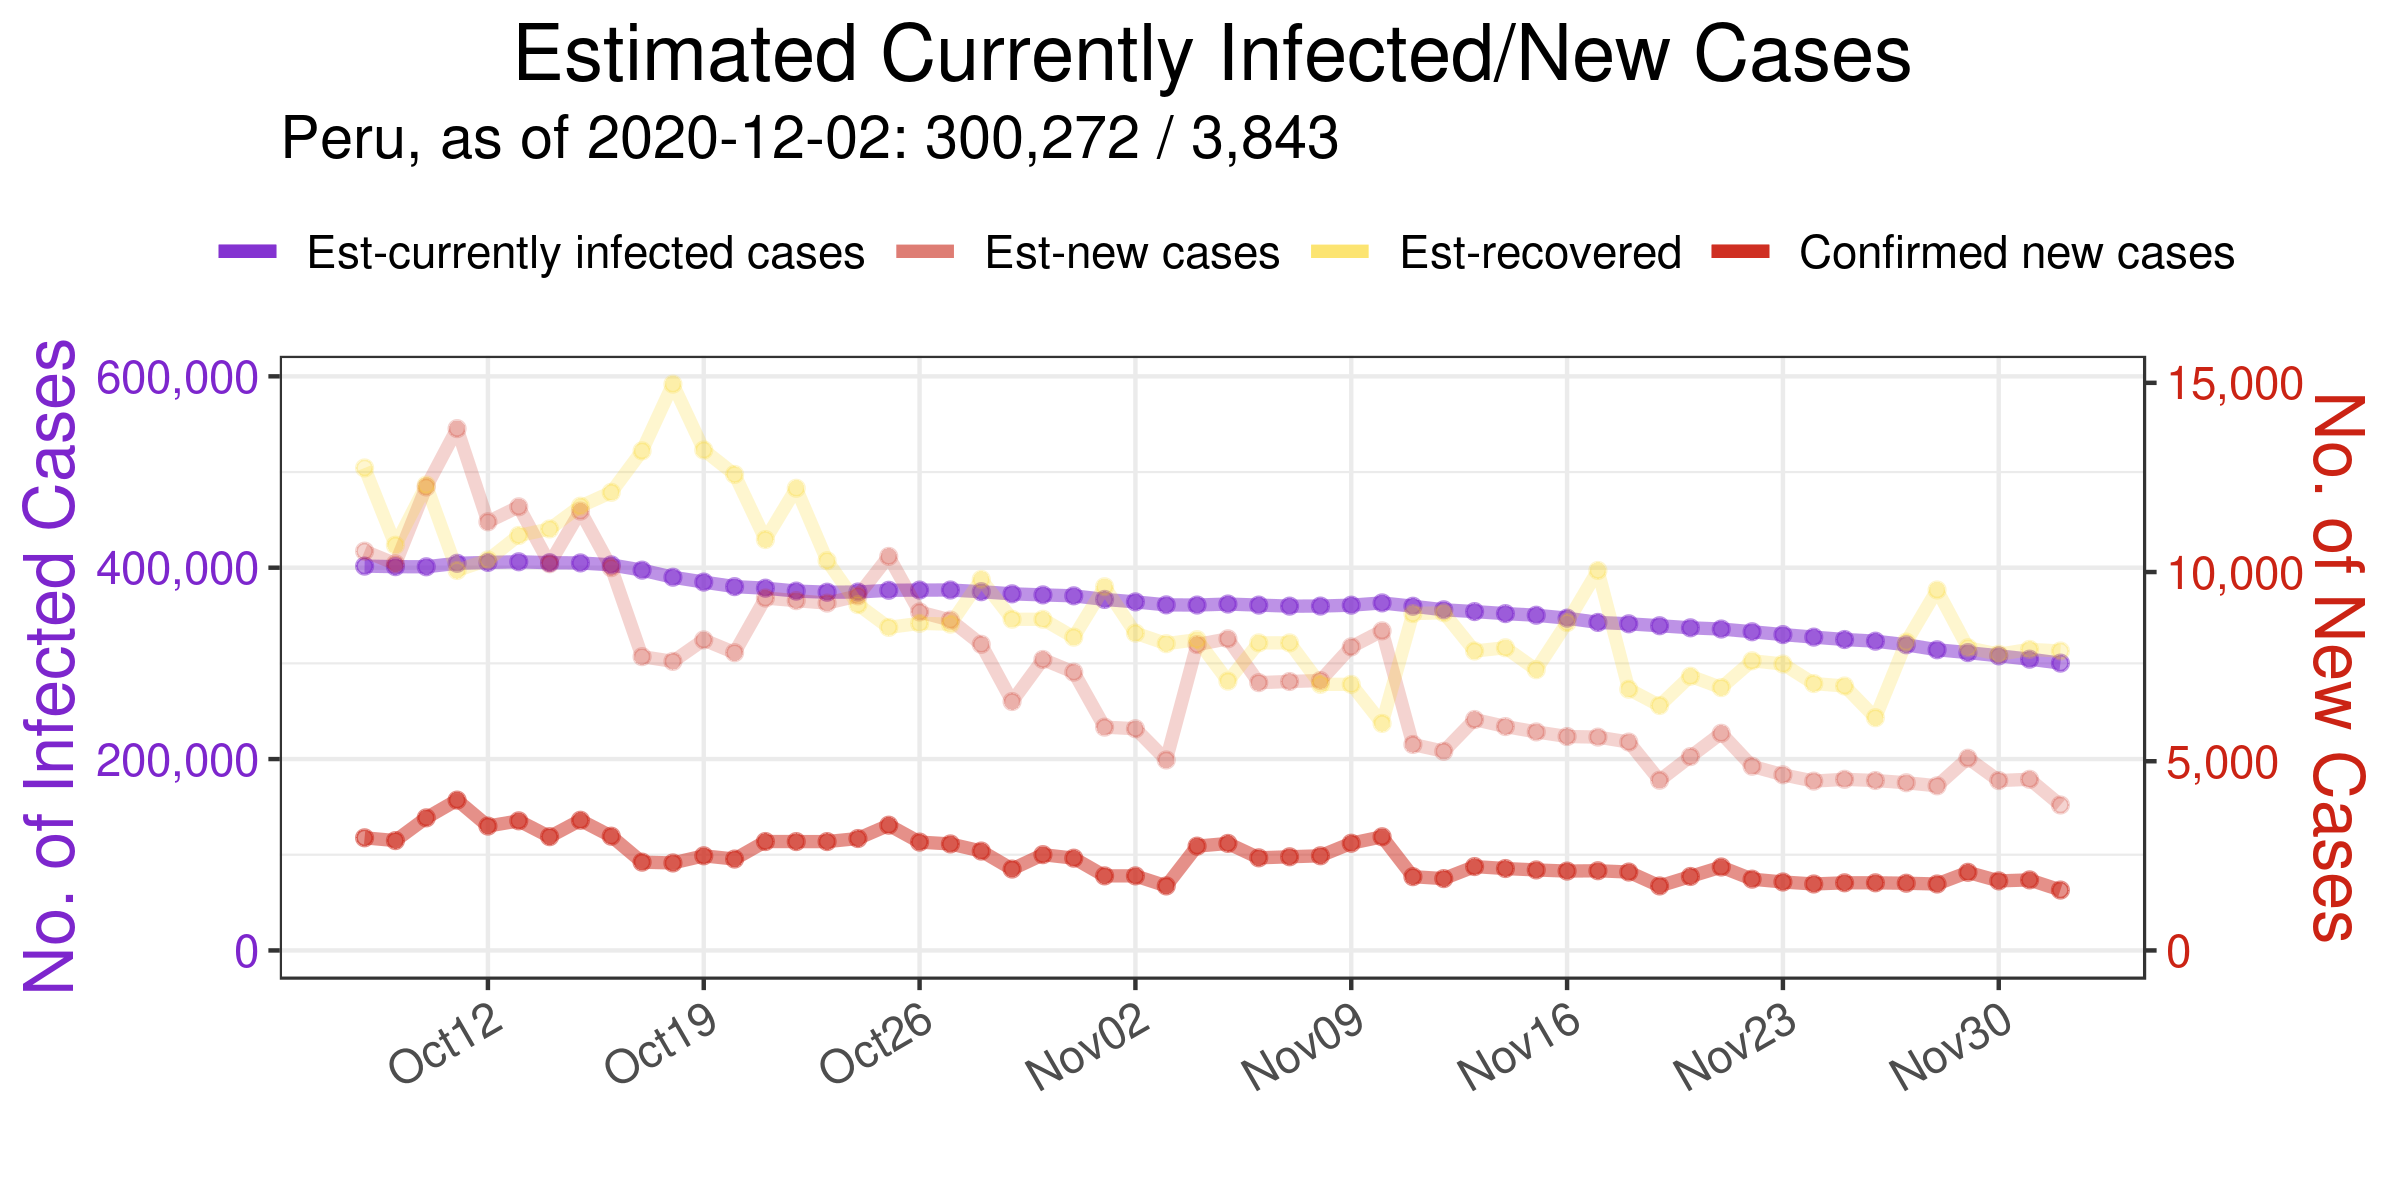 Estimated Currently Infected/New Cases
Peru, as of 2020-12-02: 300,272 / 3,843
Est-currently infected cases Est-new cases Est-recovered Confirmed new cases
No. of Infected Cases
600,000
400,000
200,000
0
15,000
10,000
5,000
0
No. of New Cases
Oct12 Oct19 Oct26 Nov02 Nov09 Nov16 Nov23 Nov30